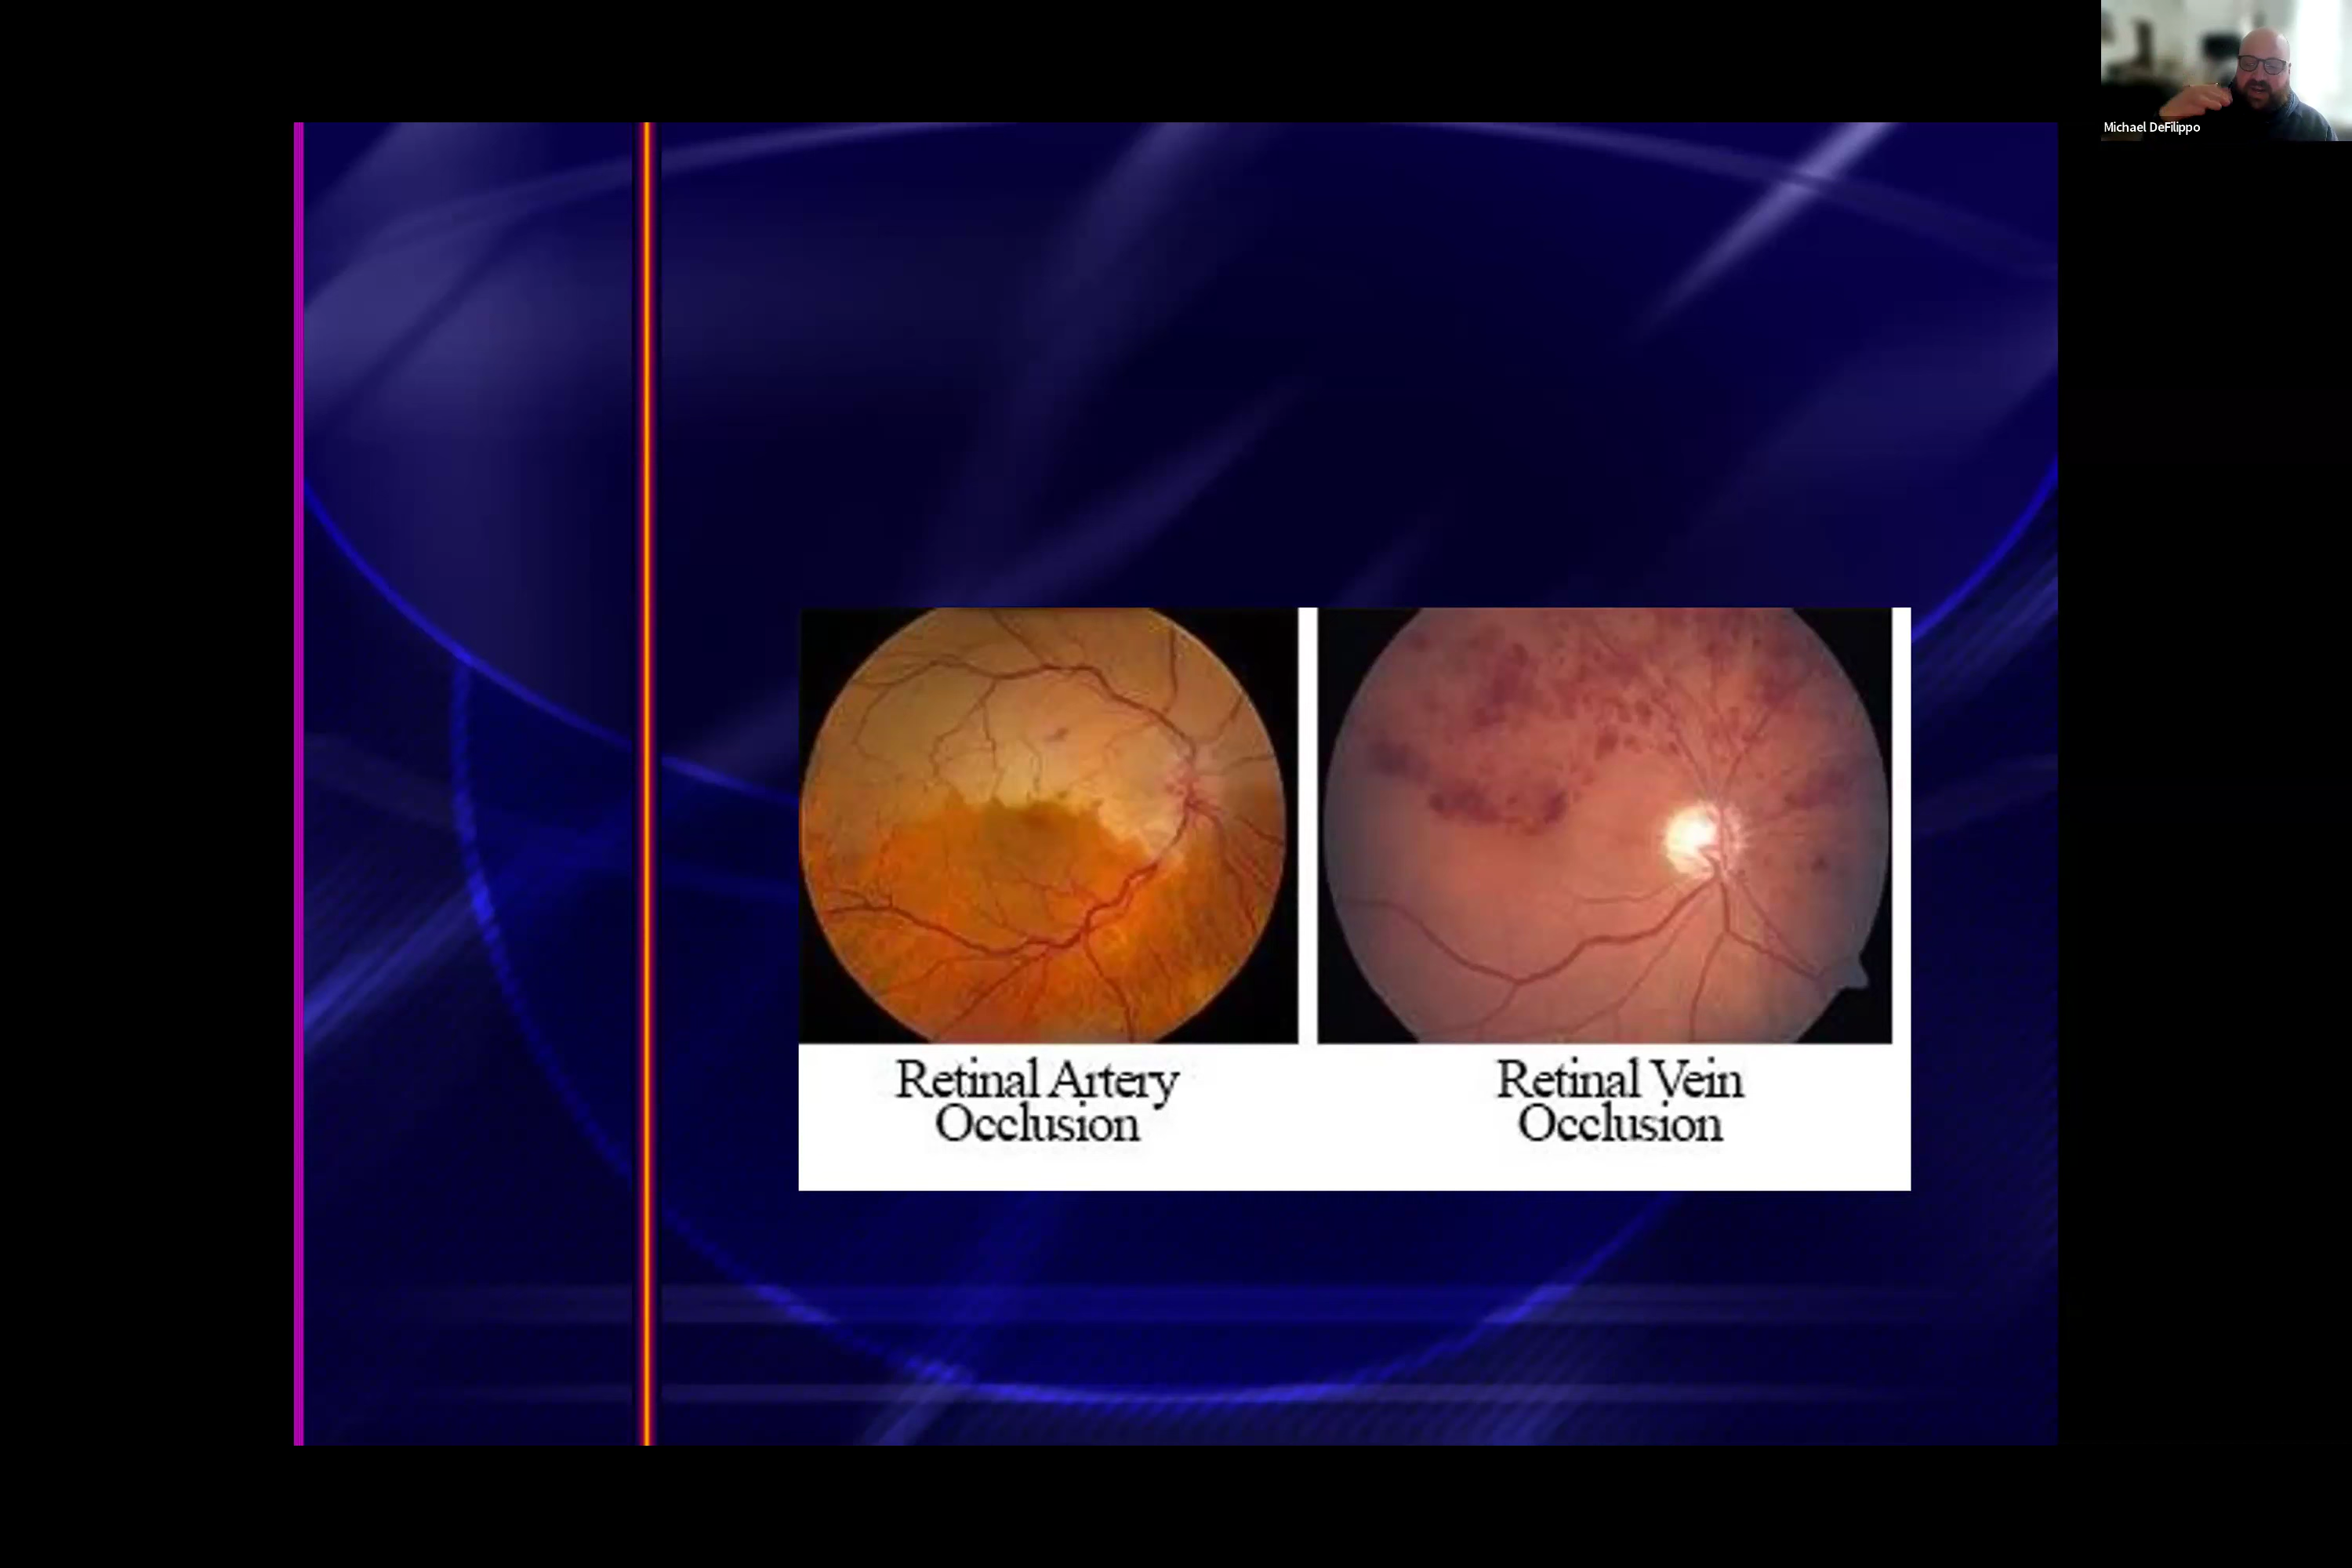 Michael DeFilippo
Retinal Artery
Occlusion
Retinal Vein
Occlusion